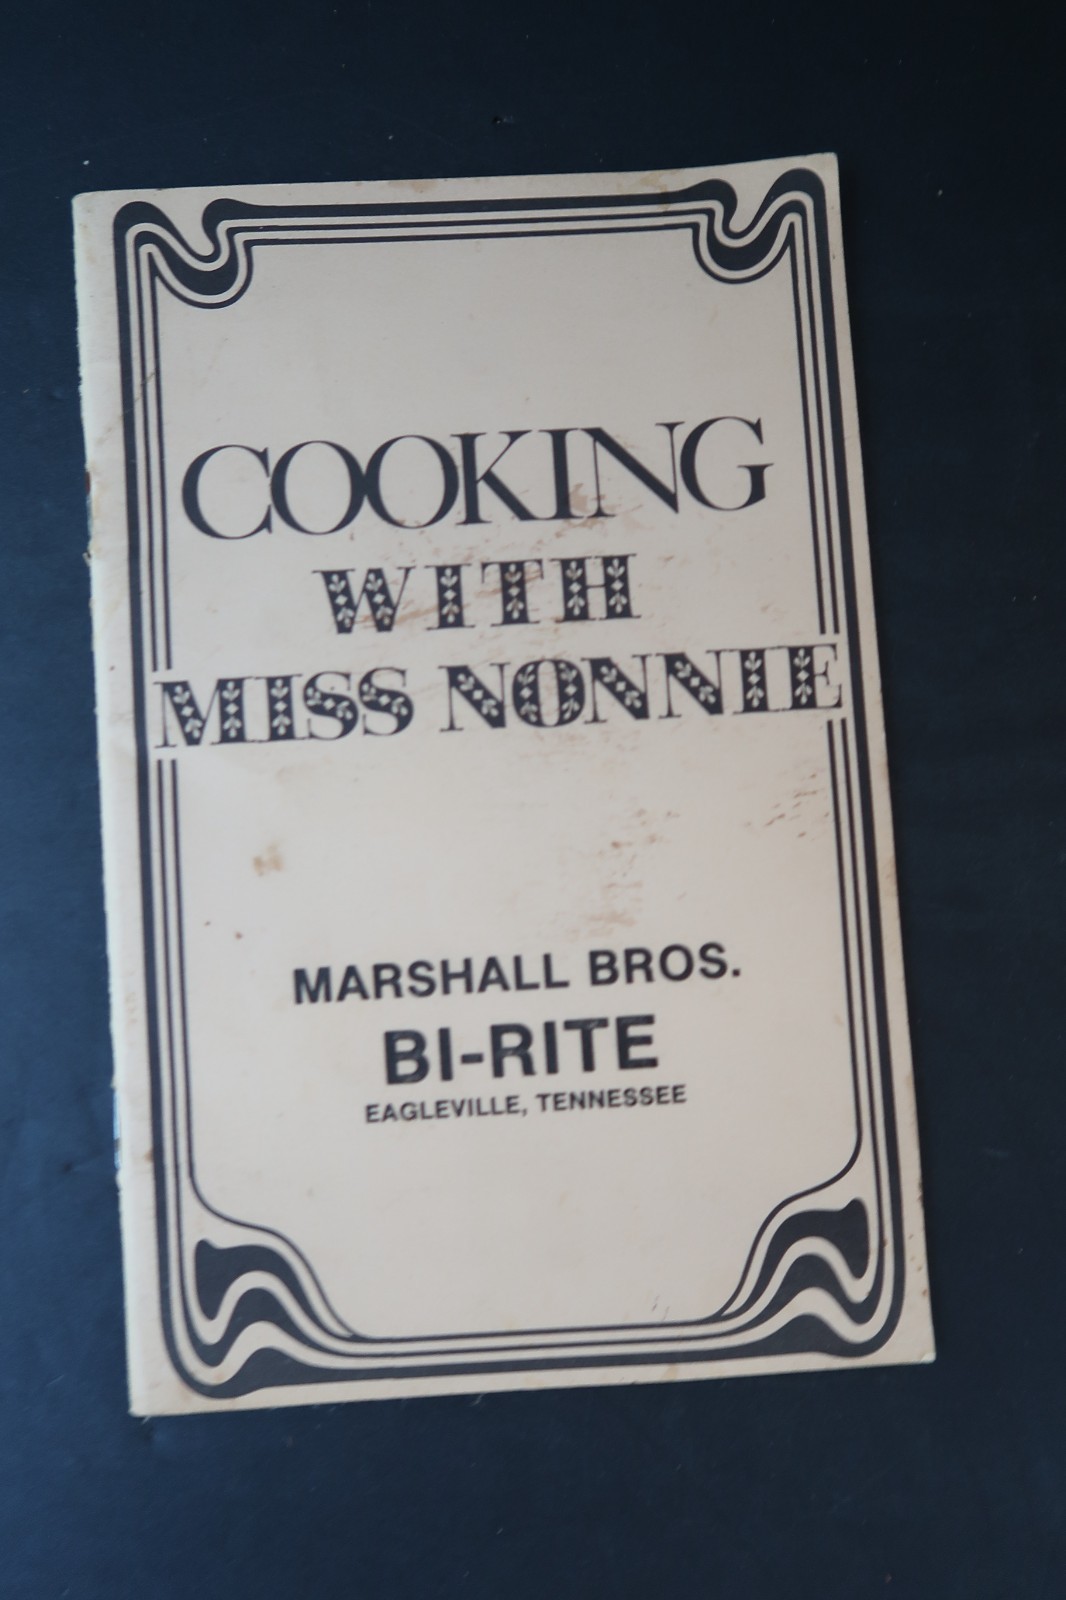 COOKING
WITH
MISS NONNIE
MARSHALL BROS.
BI-RITE
EAGLEVILLE, TENNESSEE